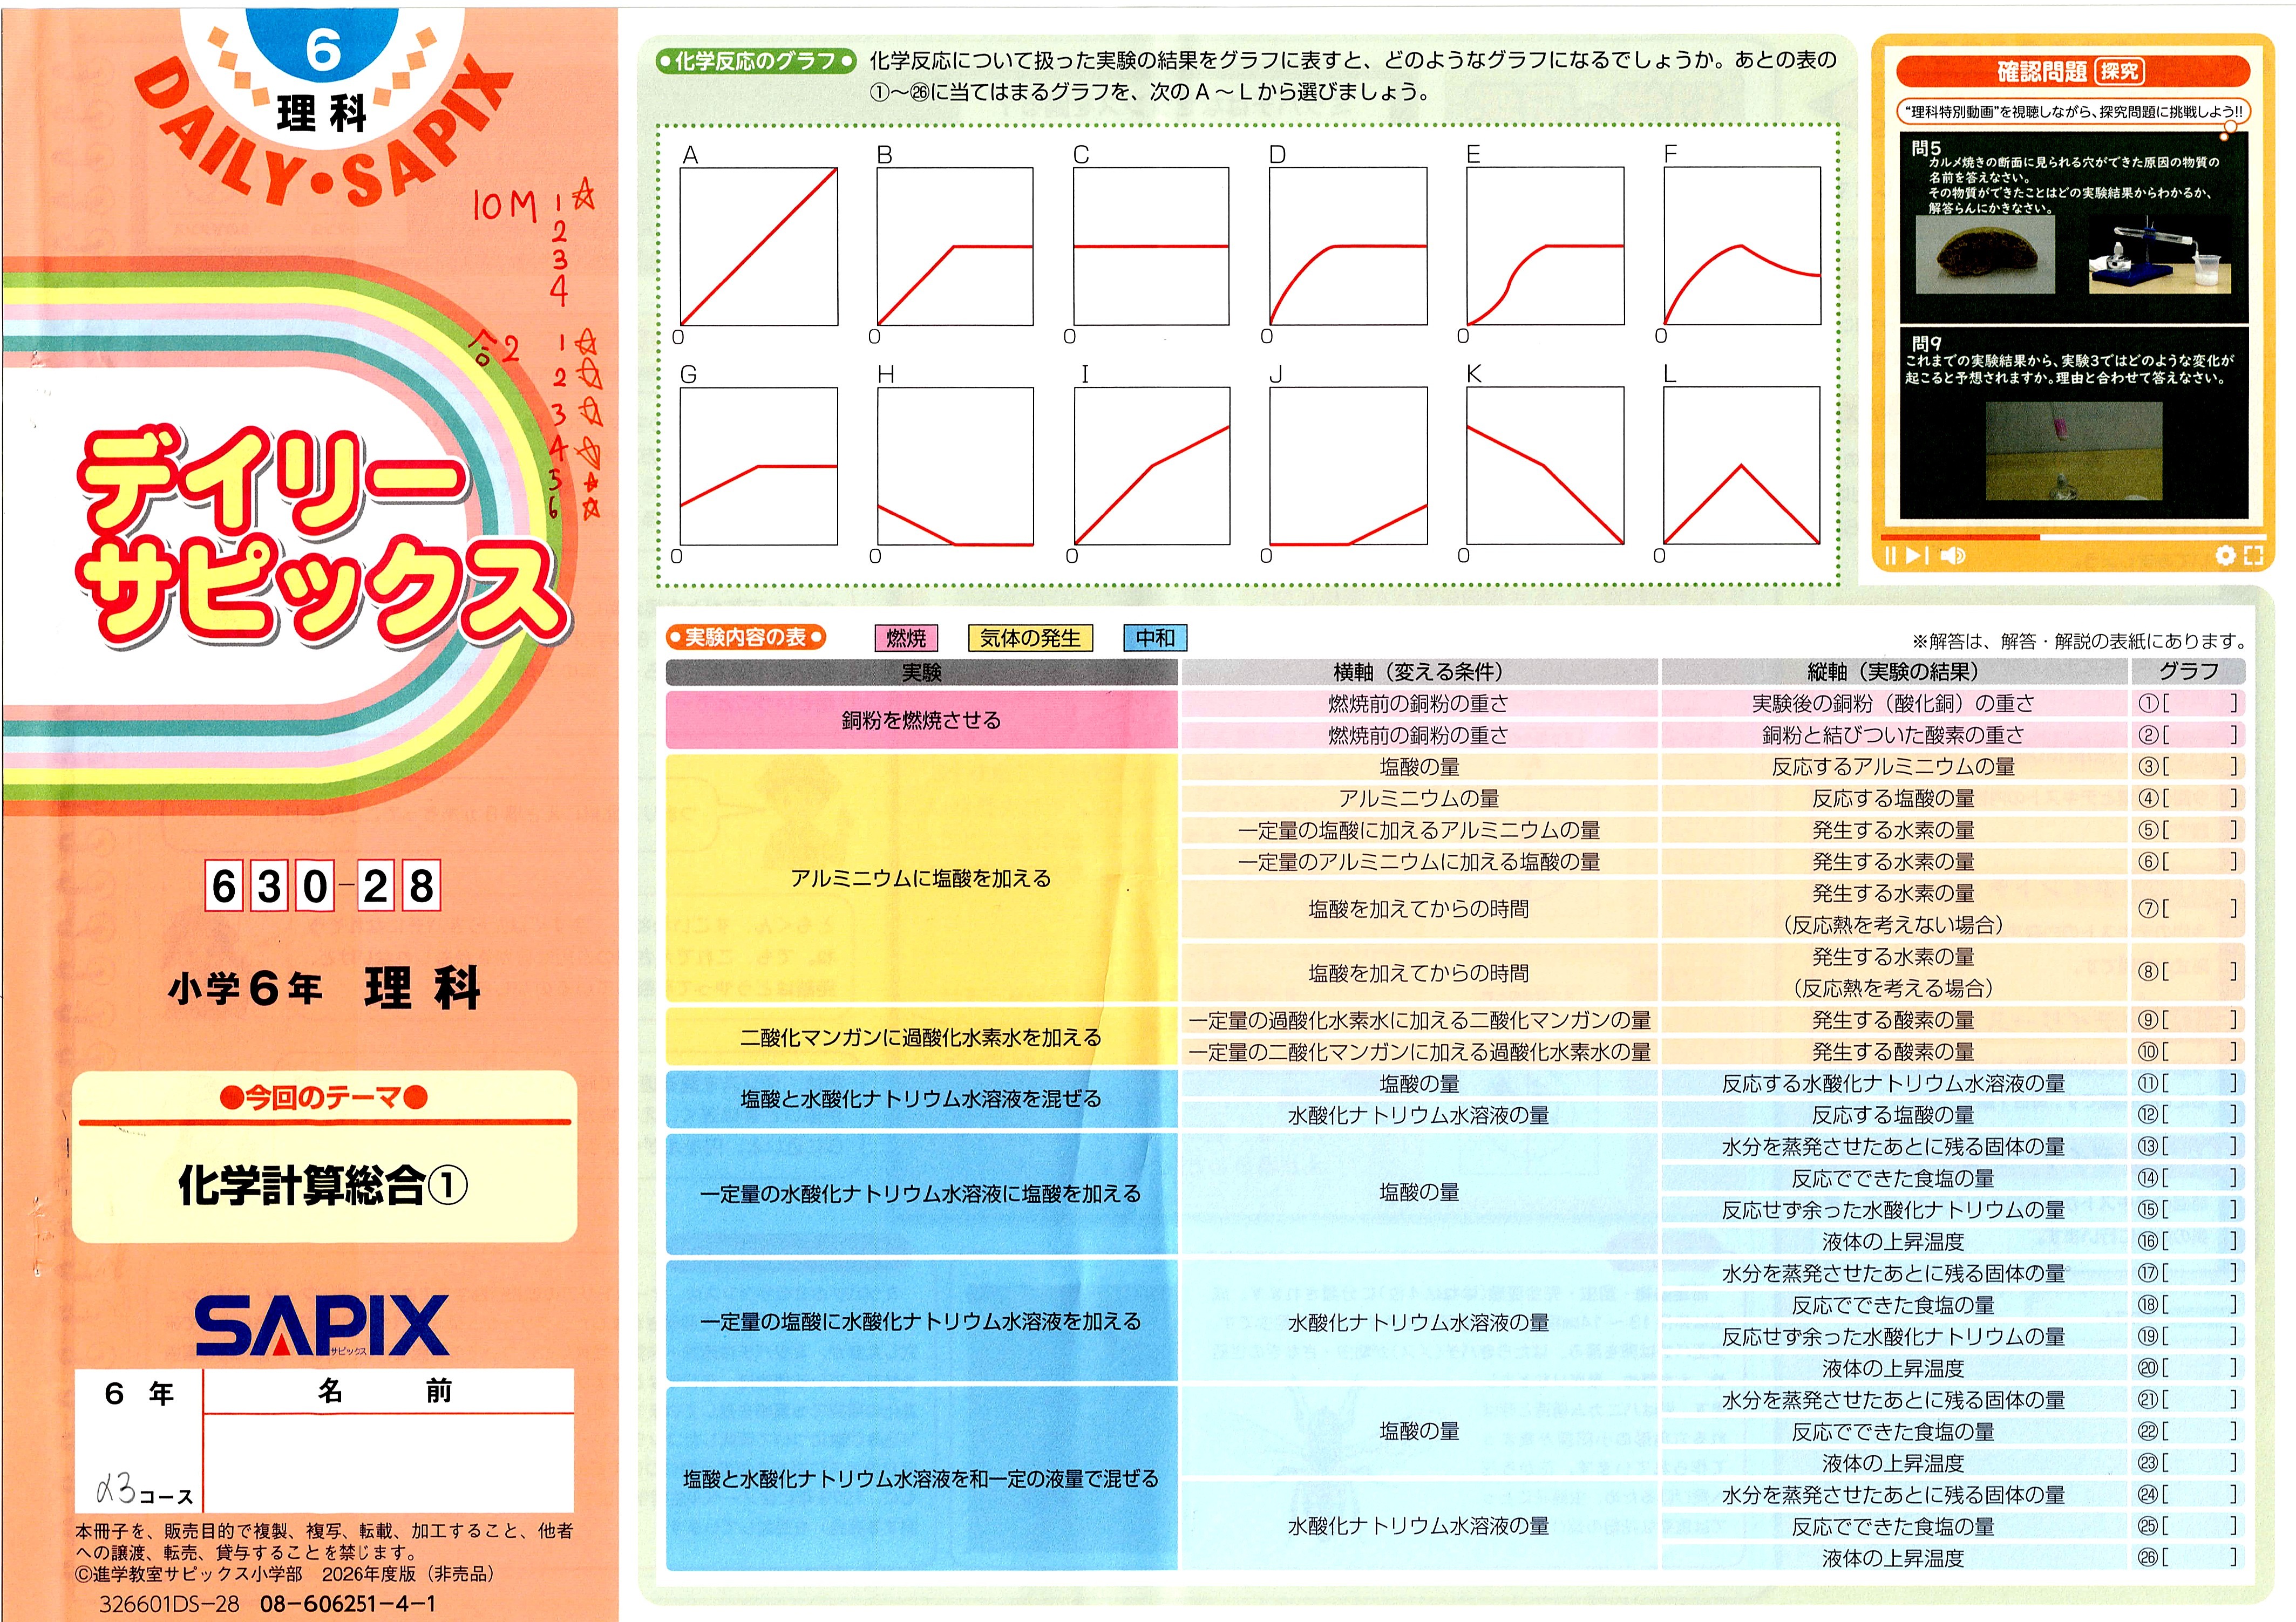 6
理科
DAILY・SAPIX
10M 1☆
2
3
4
合2 1☆
2☆
3☆
4☆
5☆
6☆
デイリー
サピックス
630-28
小学6年 理科
●今回のテーマ●
化学計算総合①
SAPIX
サピックス
6年 名前
α3コース
本冊子を、販売目的で複製、複写、転載、加工すること、他者
への譲渡、転売、貸与することを禁じます。
©進学教室サピックス小学部 2026年度版（非売品）
326601DS-28 08-606251-4-1
●化学反応のグラフ● 化学反応について扱った実験の結果をグラフに表すと、どのようなグラフになるでしょうか。あとの表の
①〜㉖に当てはまるグラフを、次のA〜Lから選びましょう。
A B C D E F
0 0 0 0 0 0
G H I J K L
0 0 0 0 0 0
確認問題 探究
“理科特別動画”を視聴しながら、探究問題に挑戦しよう!!
問5
カルメ焼きの断面に見られる穴ができた原因の物質の
名前を答えなさい。
その物質ができたことはどの実験結果からわかるか、
解答らんにかきなさい。
問9
これまでの実験結果から、実験3ではどのような変化が
起こると予想されますか。理由と合わせて答えなさい。
●実験内容の表● 燃焼 気体の発生 中和
※解答は、解答・解説の表紙にあります。
実験 横軸（変える条件） 縦軸（実験の結果） グラフ
銅粉を燃焼させる
燃焼前の銅粉の重さ 実験後の銅粉（酸化銅）の重さ ①[ ]
燃焼前の銅粉の重さ 銅粉と結びついた酸素の重さ ②[ ]
アルミニウムに塩酸を加える
塩酸の量 反応するアルミニウムの量 ③[ ]
アルミニウムの量 反応する塩酸の量 ④[ ]
一定量の塩酸に加えるアルミニウムの量 発生する水素の量 ⑤[ ]
一定量のアルミニウムに加える塩酸の量 発生する水素の量 ⑥[ ]
塩酸を加えてからの時間 発生する水素の量 ⑦[ ]
（反応熱を考えない場合）
塩酸を加えてからの時間 発生する水素の量 ⑧[ ]
（反応熱を考える場合）
二酸化マンガンに過酸化水素水を加える
一定量の過酸化水素水に加える二酸化マンガンの量 発生する酸素の量 ⑨[ ]
一定量の二酸化マンガンに加える過酸化水素水の量 発生する酸素の量 ⑩[ ]
塩酸と水酸化ナトリウム水溶液を混ぜる
塩酸の量 反応する水酸化ナトリウム水溶液の量 ⑪[ ]
水酸化ナトリウム水溶液の量 反応する塩酸の量 ⑫[ ]
一定量の水酸化ナトリウム水溶液に塩酸を加える
塩酸の量
水分を蒸発させたあとに残る固体の量 ⑬[ ]
反応でできた食塩の量 ⑭[ ]
反応せず余った水酸化ナトリウムの量 ⑮[ ]
液体の上昇温度 ⑯[ ]
一定量の塩酸に水酸化ナトリウム水溶液を加える
水酸化ナトリウム水溶液の量
水分を蒸発させたあとに残る固体の量 ⑰[ ]
反応でできた食塩の量 ⑱[ ]
反応せず余った水酸化ナトリウムの量 ⑲[ ]
液体の上昇温度 ⑳[ ]
塩酸と水酸化ナトリウム水溶液を和一定の液量で混ぜる
塩酸の量
水分を蒸発させたあとに残る固体の量 ㉑[ ]
反応でできた食塩の量 ㉒[ ]
液体の上昇温度 ㉓[ ]
水酸化ナトリウム水溶液の量
水分を蒸発させたあとに残る固体の量 ㉔[ ]
反応でできた食塩の量 ㉕[ ]
液体の上昇温度 ㉖[ ]